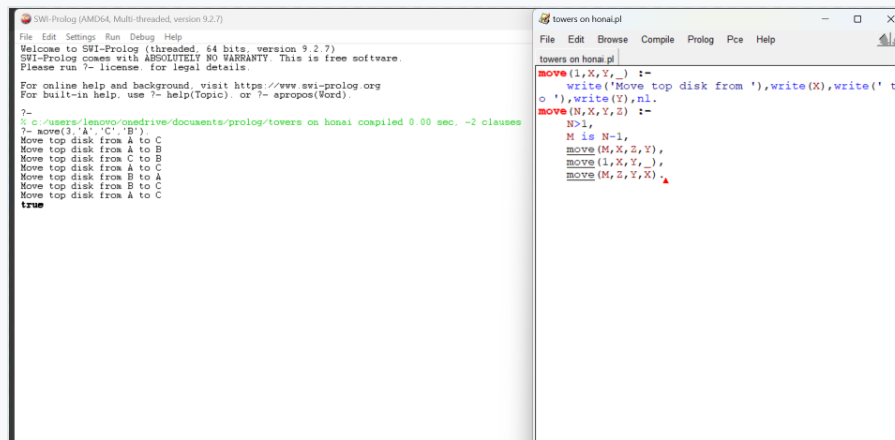 SWI-Prolog (AMD64, Multi-threaded, version 9.2.7)
File Edit Settings Run Debug Help
Welcome to SWI-Prolog (threaded, 64 bits, version 9.2.7)
SWI-Prolog comes with ABSOLUTELY NO WARRANTY. This is free software.
Please run ?- license. for legal details.
For online help and background, visit https://www.swi-prolog.org
For built-in help, use ?- help(Topic). or ?- apropos(Word).
?-
% c:/users/lenovo/onedrive/documents/prolog/towers on honai compiled 0.00 sec, -2 clauses
?- move(3,'A','C','B').
Move top disk from A to C
Move top disk from A to B
Move top disk from C to B
Move top disk from A to C
Move top disk from B to A
Move top disk from B to C
Move top disk from A to C
true
towers on honai.pl
File Edit Browse Compile Prolog Pce Help
towers on honai.pl
move(1,X,Y,_) :-
write('Move top disk from '),write(X),write(' t
o '),write(Y),nl.
move(N,X,Y,Z) :-
N>1,
M is N-1,
move(M,X,Z,Y),
move(1,X,Y,_),
move(M,Z,Y,X).